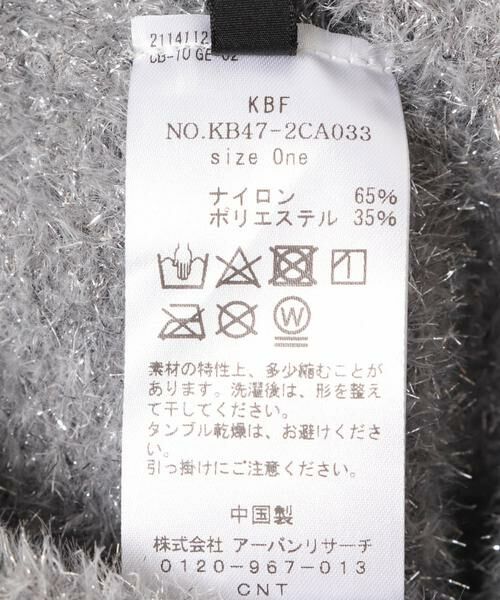 KBF
NO.KB47-2CA033
size One
ナイロン 65%
ポリエステル 35%
W
素材の特性上、多少縮むことが
あります。洗濯後は、形を整え
て干してください。
タンブル乾燥は、お避けくださ
い。
引っ掛けにご注意ください。
中国製
株式会社 アーバンリサーチ
0120-967-013
CNT